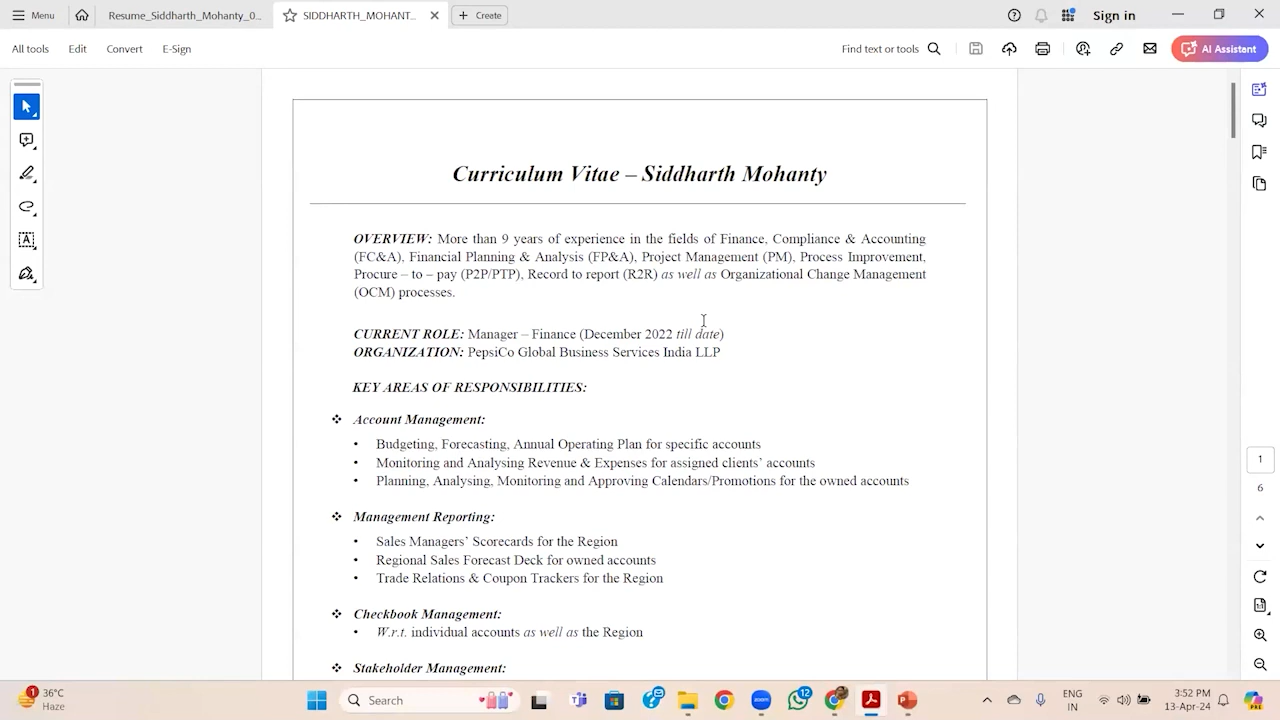 Menu
Resume_Siddharth_Mohanty_0...
SIDDHARTH_MOHANT...
Create
Sign in
All tools
Edit
Convert
E-Sign
Find text or tools
AI Assistant
Curriculum Vitae – Siddharth Mohanty
OVERVIEW: More than 9 years of experience in the fields of Finance, Compliance & Accounting
(FC&A), Financial Planning & Analysis (FP&A), Project Management (PM), Process Improvement,
Procure – to – pay (P2P/PTP), Record to report (R2R) as well as Organizational Change Management
(OCM) processes.
CURRENT ROLE: Manager – Finance (December 2022 till date)
ORGANIZATION: PepsiCo Global Business Services India LLP
KEY AREAS OF RESPONSIBILITIES:
❖ Account Management:
• Budgeting, Forecasting, Annual Operating Plan for specific accounts
• Monitoring and Analysing Revenue & Expenses for assigned clients' accounts
• Planning, Analysing, Monitoring and Approving Calendars/Promotions for the owned accounts
❖ Management Reporting:
• Sales Managers' Scorecards for the Region
• Regional Sales Forecast Deck for owned accounts
• Trade Relations & Coupon Trackers for the Region
❖ Checkbook Management:
• W.r.t. individual accounts as well as the Region
❖ Stakeholder Management:
1
6
1
36°C
Haze
Search
12
ENG
IN
3:52 PM
13-Apr-24